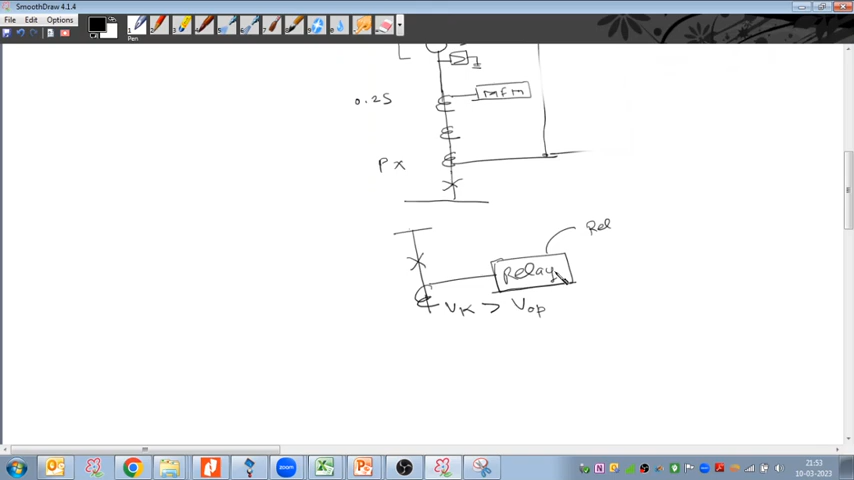 SmoothDraw 4.1.4
File Edit Options
Pen
0.2S
mfm
PX
Rel
Relay
VK > Vop
21:53
10-03-2023